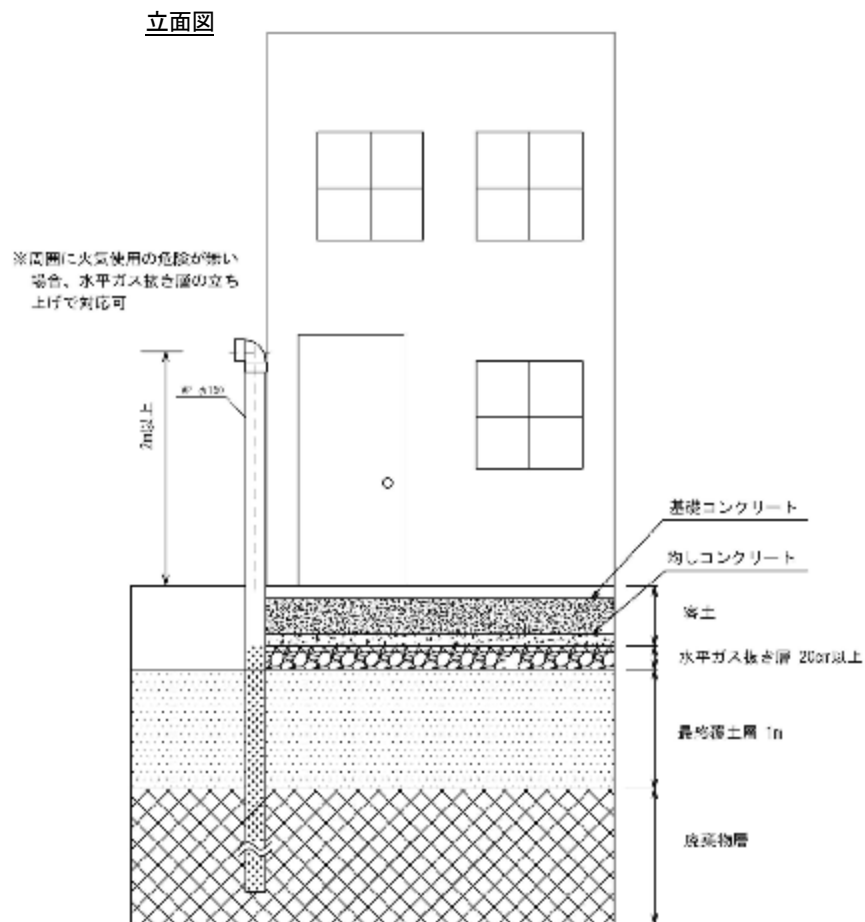 立面図
※周囲に火気使用の危険が無い
場合、水平ガス抜き層の立ち
上げで対応可
2m以上
基礎コンクリート
均しコンクリート
客土
水平ガス抜き層 20cm以上
最終覆土層 1m
廃棄物層